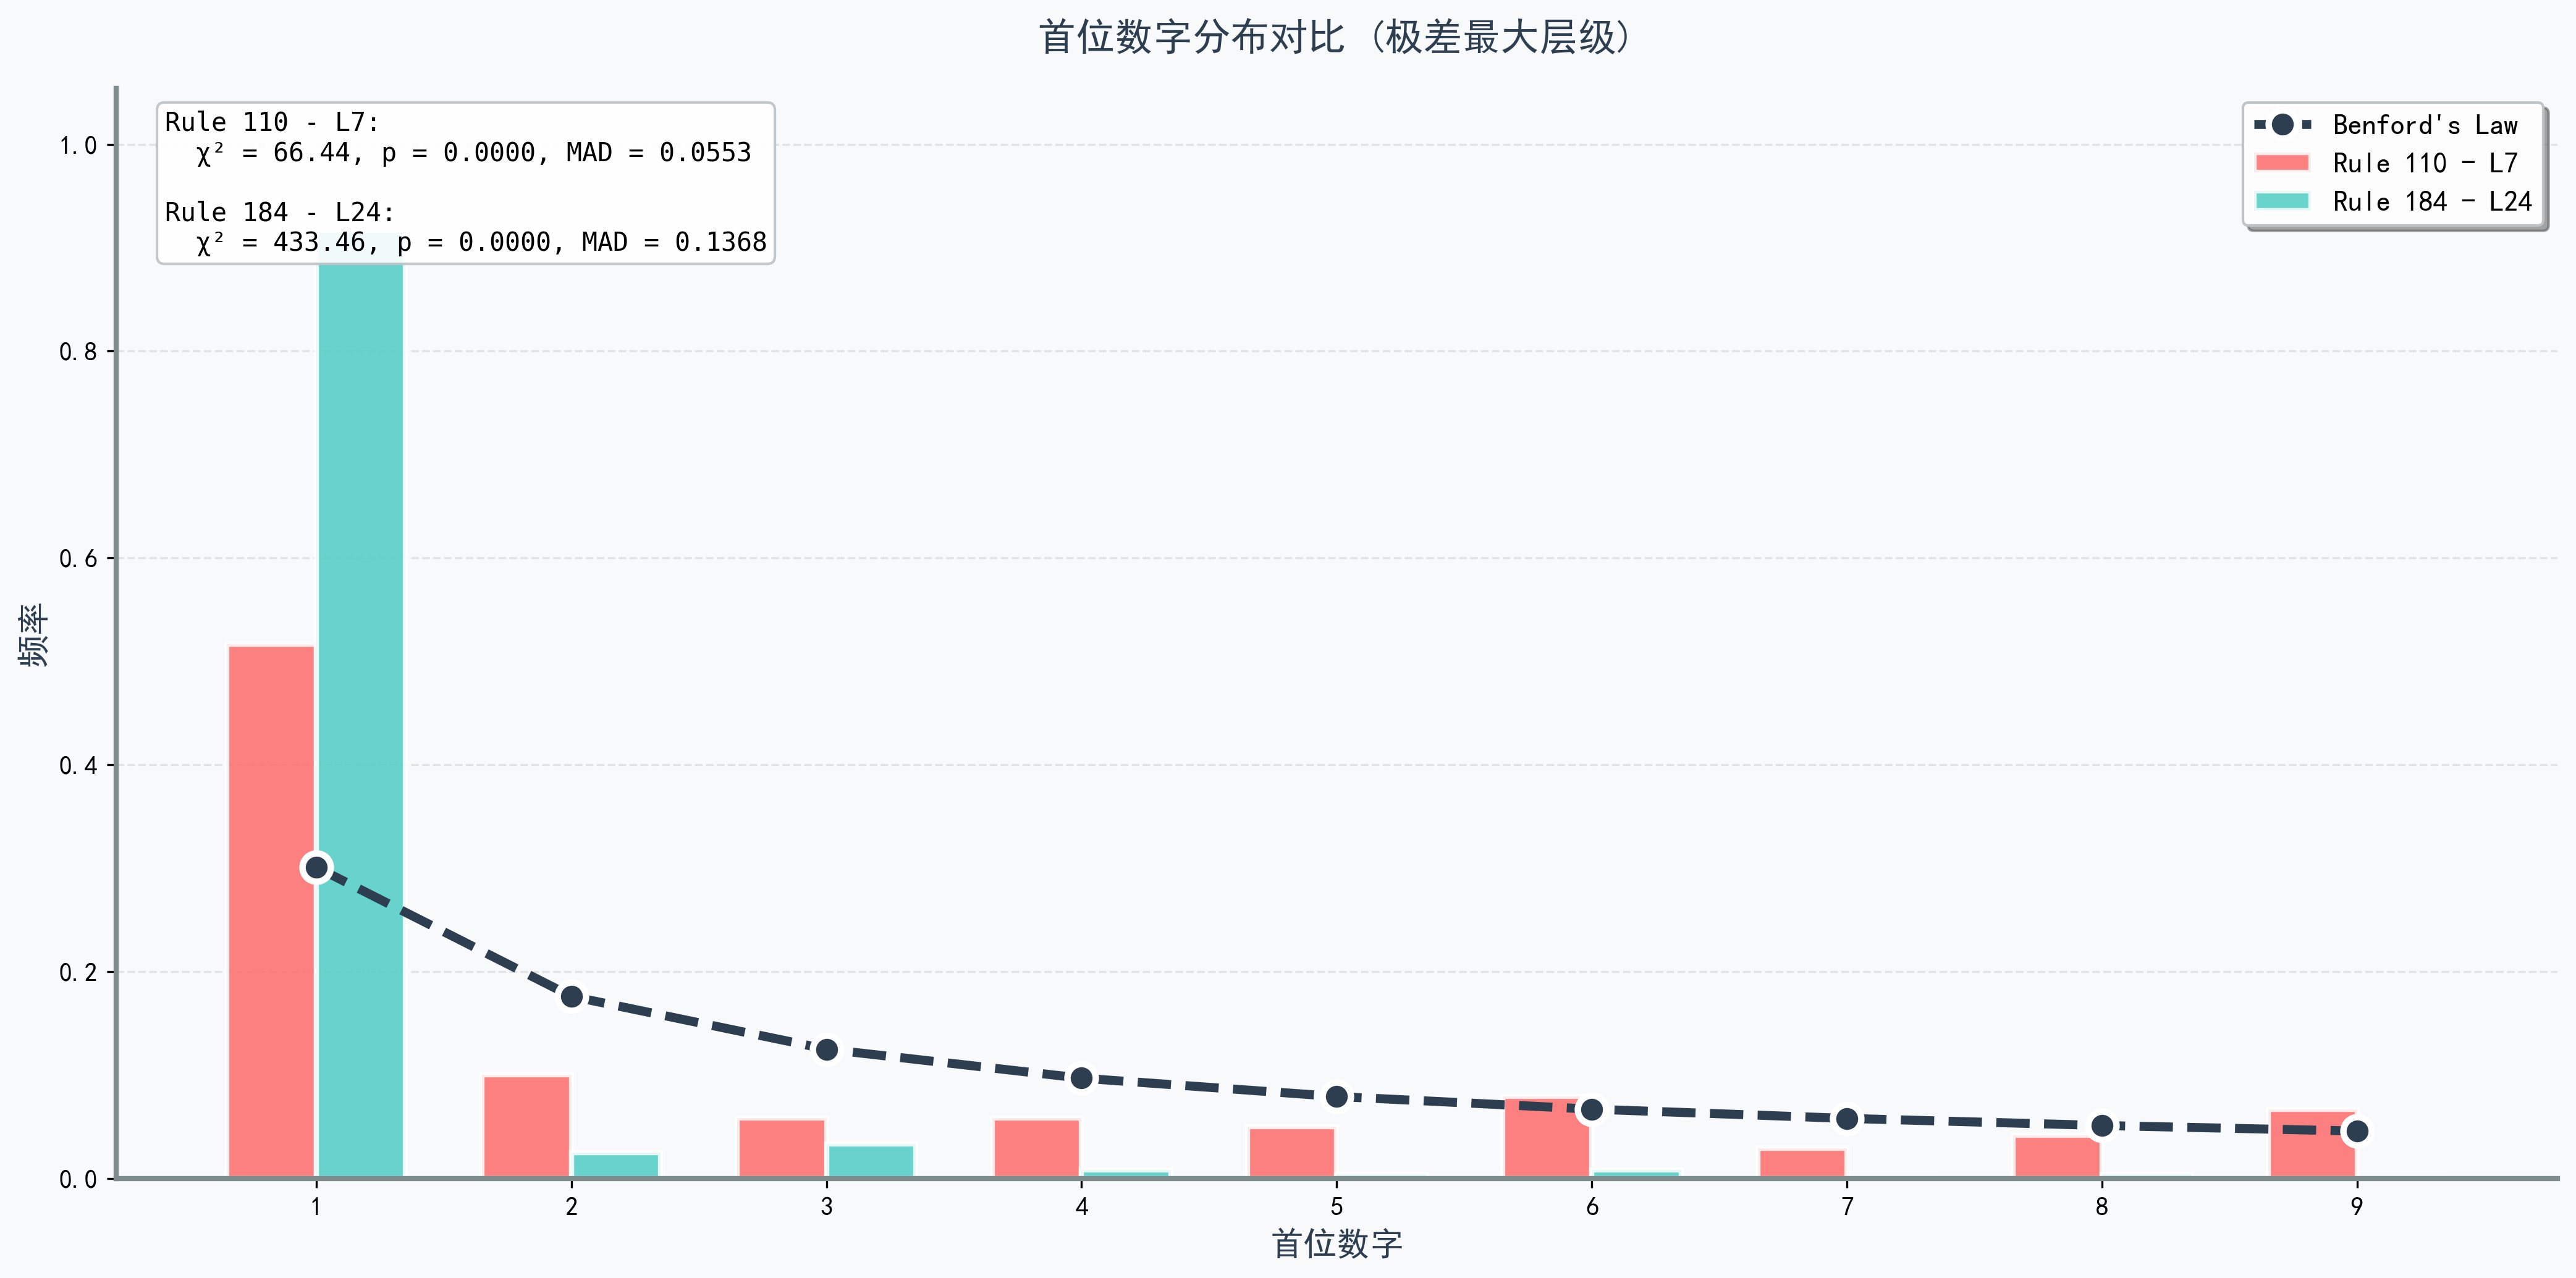 首位数字分布对比 (极差最大层级)
Rule 110 - L7:
χ² = 66.44, p = 0.0000, MAD = 0.0553
Rule 184 - L24:
χ² = 433.46, p = 0.0000, MAD = 0.1368
Benford's Law
Rule 110 - L7
Rule 184 - L24
1.0
0.8
0.6
0.4
0.2
0.0
频率
1 2 3 4 5 6 7 8 9
首位数字